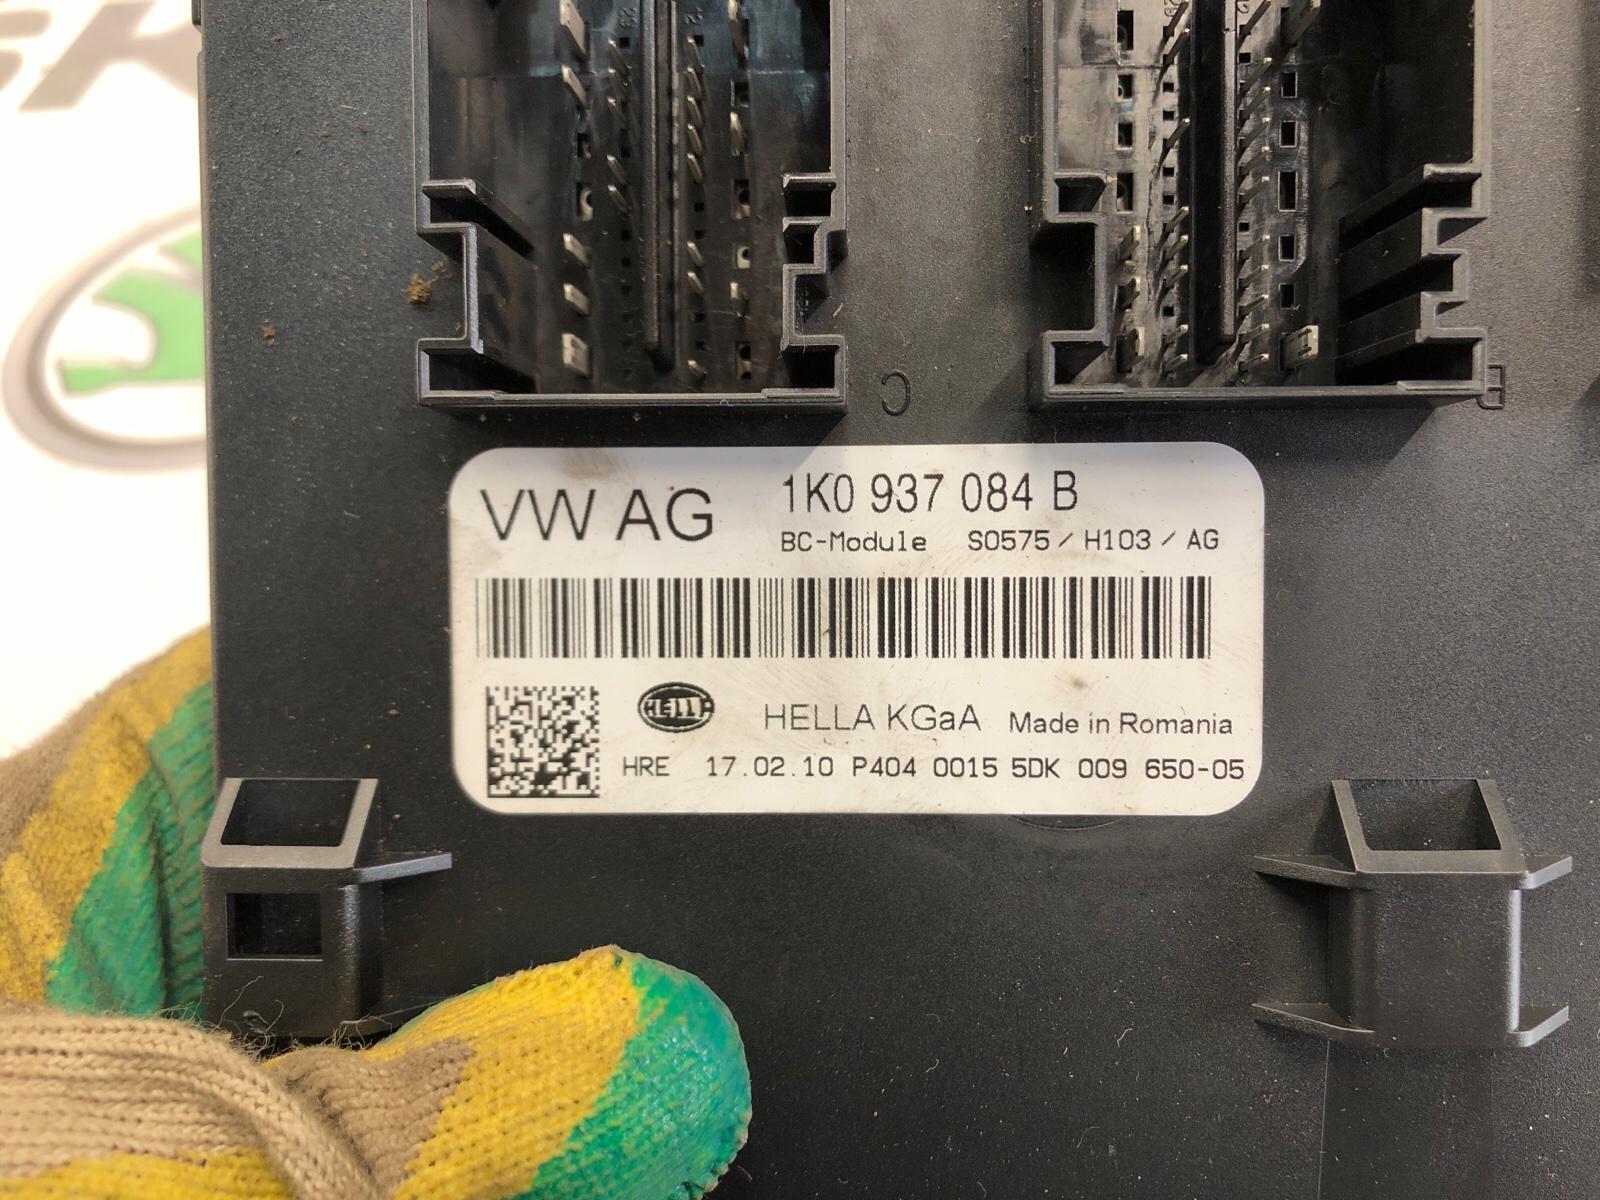 C
B
VW AG
1K0 937 084 B
BC-Module S0575 / H103 / AG
HELLA
HELLA KGaA Made in Romania
HRE 17.02.10 P404 0015 5DK 009 650-05